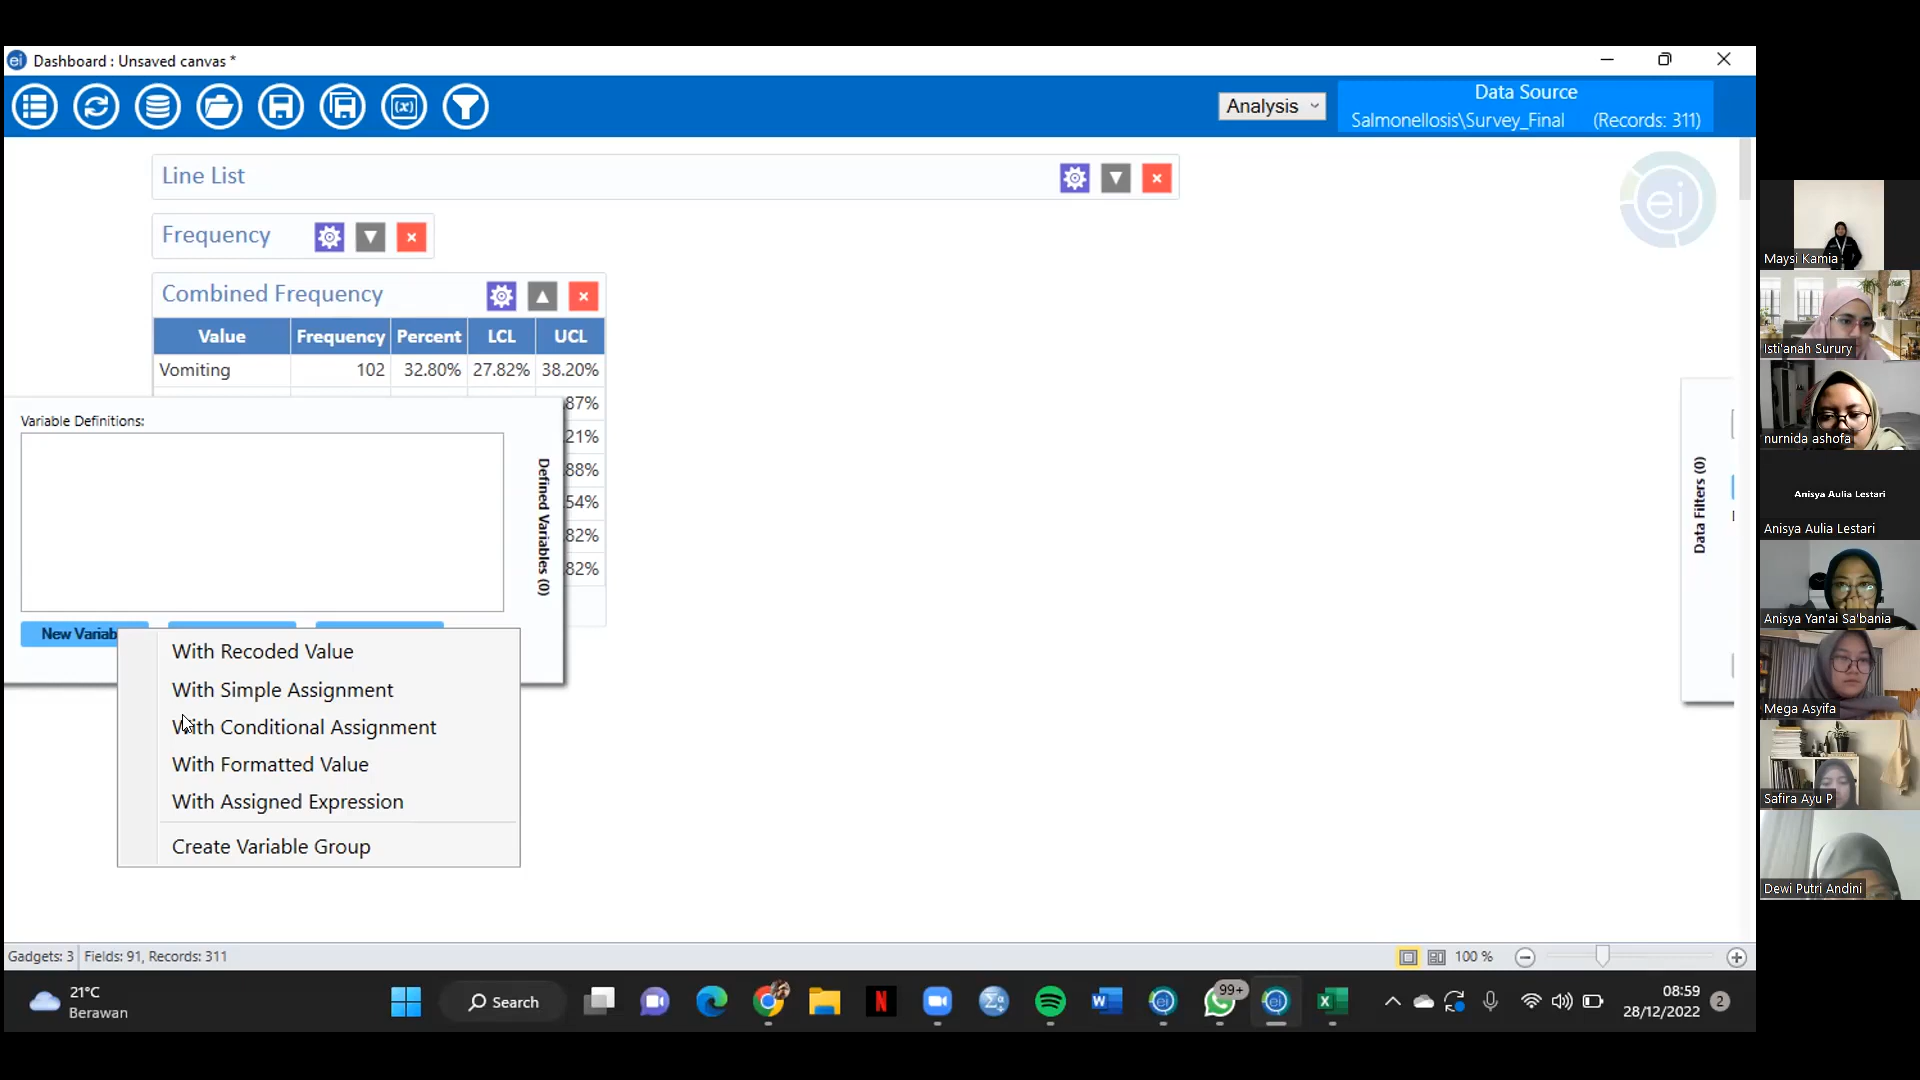 ei Dashboard : Unsaved canvas *
Analysis
Data Source
Salmonellosis\Survey_Final (Records: 311)
(x)
Line List
ei
Frequency
Combined Frequency
Value Frequency Percent LCL UCL
Vomiting 102 32.80% 27.82% 38.20%
87%
21%
88%
54%
82%
82%
Variable Definitions:
Defined Variables (0)
New Variab
With Recoded Value
With Simple Assignment
With Conditional Assignment
With Formatted Value
With Assigned Expression
Create Variable Group
Data Filters (0)
Gadgets: 3 Fields: 91, Records: 311
100 %
21°C
Berawan
Search
99+
08:59
28/12/2022
2
Maysi Kamia
Isti'anah Surury
nurnida ashofa
Anisya Aulia Lestari
Anisya Aulia Lestari
Anisya Yan'ai Sa'bania
Mega Asyifa
Safira Ayu P
Dewi Putri Andini